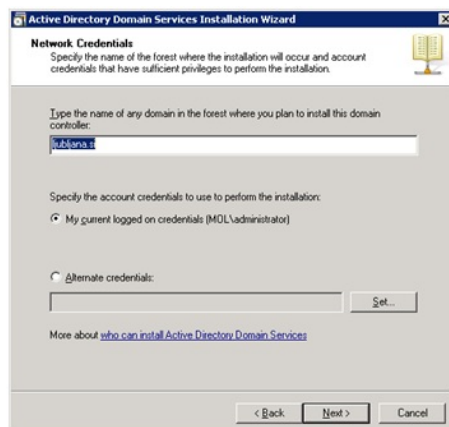 Active Directory Domain Services Installation Wizard
Network Credentials
Specify the name of the forest where the installation will occur and account
credentials that have sufficient privileges to perform the installation.
Type the name of any domain in the forest where you plan to install this domain
controller:
ljubljana.si
Specify the account credentials to use to perform the installation:
My current logged on credentials (MOL\administrator)
Alternate credentials:
Set...
More about who can install Active Directory Domain Services
< Back Next > Cancel